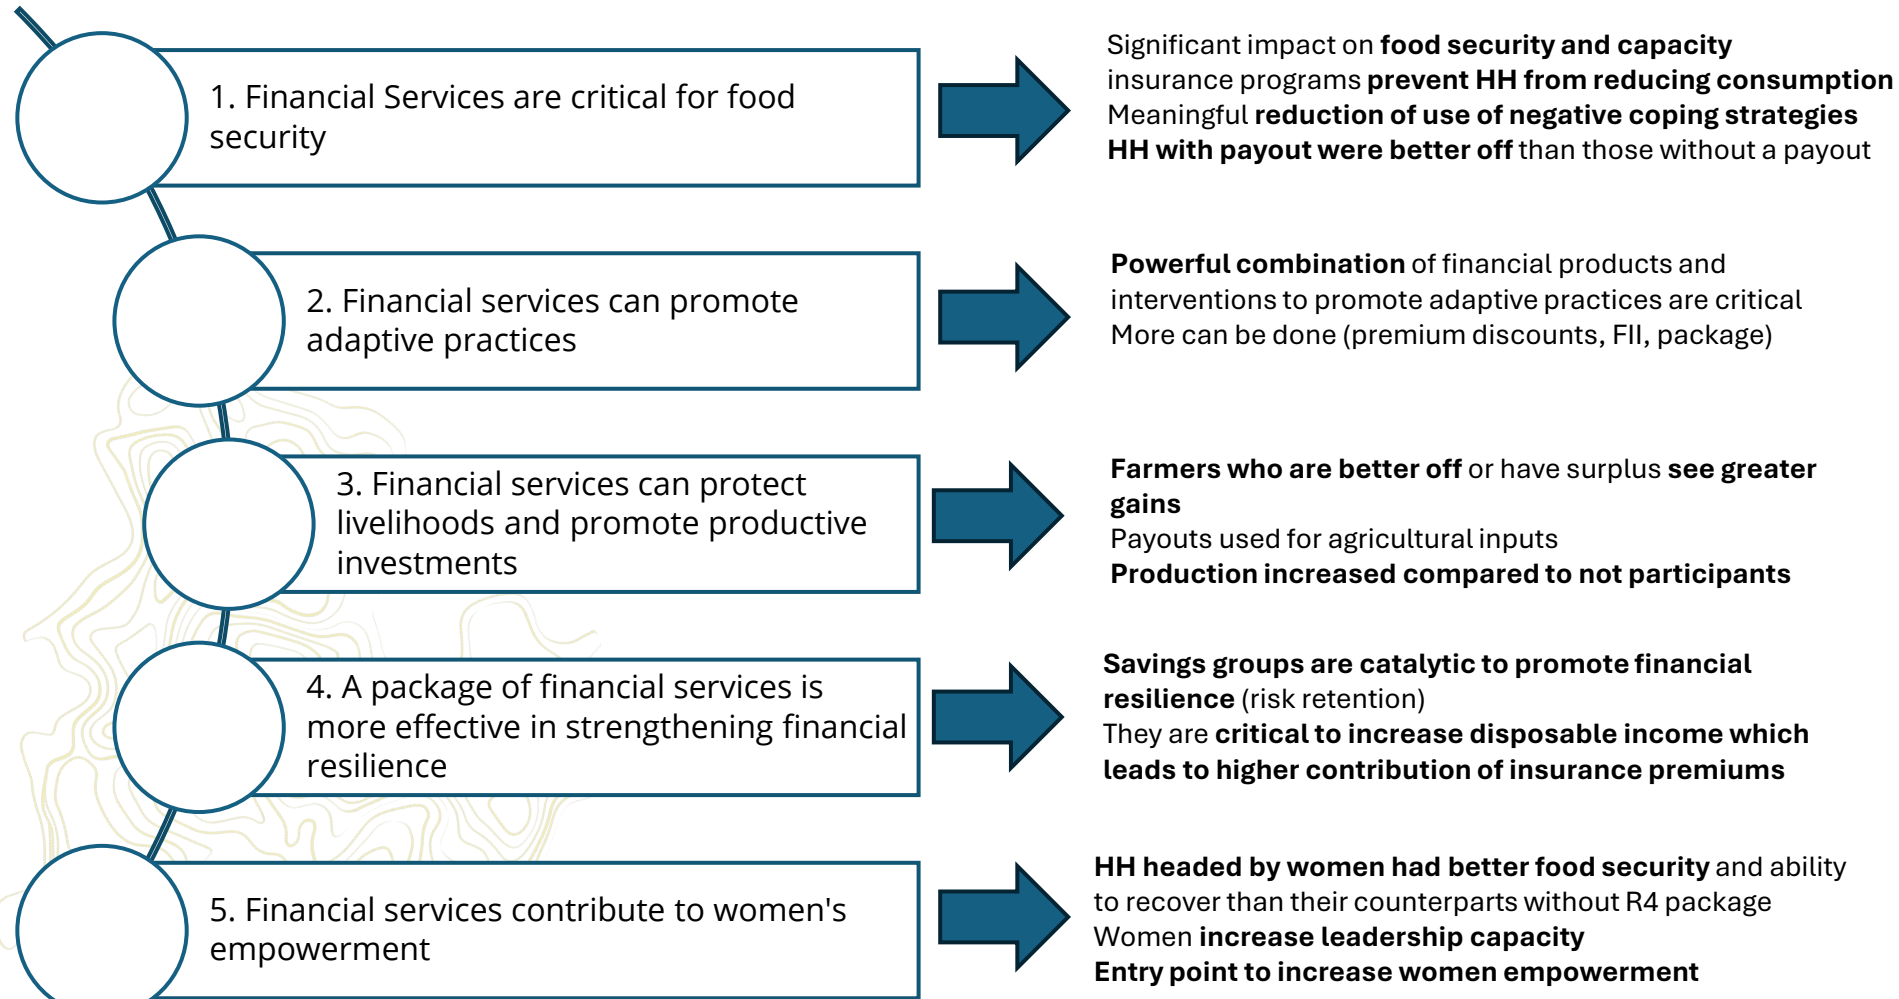 1. Financial Services are critical for food
security
Significant impact on food security and capacity
insurance programs prevent HH from reducing consumption
Meaningful reduction of use of negative coping strategies
HH with payout were better off than those without a payout
2. Financial services can promote
adaptive practices
Powerful combination of financial products and
interventions to promote adaptive practices are critical
More can be done (premium discounts, FII, package)
3. Financial services can protect
livelihoods and promote productive
investments
Farmers who are better off or have surplus see greater
gains
Payouts used for agricultural inputs
Production increased compared to not participants
4. A package of financial services is
more effective in strengthening financial
resilience
Savings groups are catalytic to promote financial
resilience (risk retention)
They are critical to increase disposable income which
leads to higher contribution of insurance premiums
5. Financial services contribute to women's
empowerment
HH headed by women had better food security and ability
to recover than their counterparts without R4 package
Women increase leadership capacity
Entry point to increase women empowerment